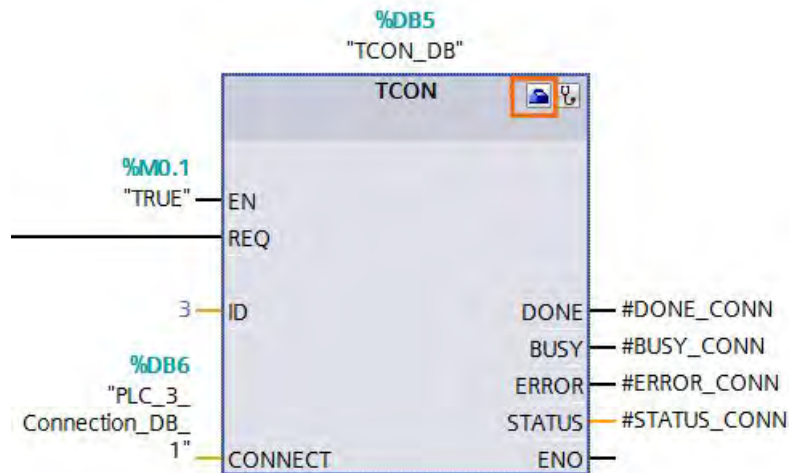 %DB5
"TCON_DB"
TCON
%M0.1
"TRUE"
EN
REQ
3
ID
DONE
#DONE_CONN
BUSY
#BUSY_CONN
%DB6
"PLC_3_
Connection_DB_
1"
ERROR
#ERROR_CONN
STATUS
#STATUS_CONN
CONNECT
ENO